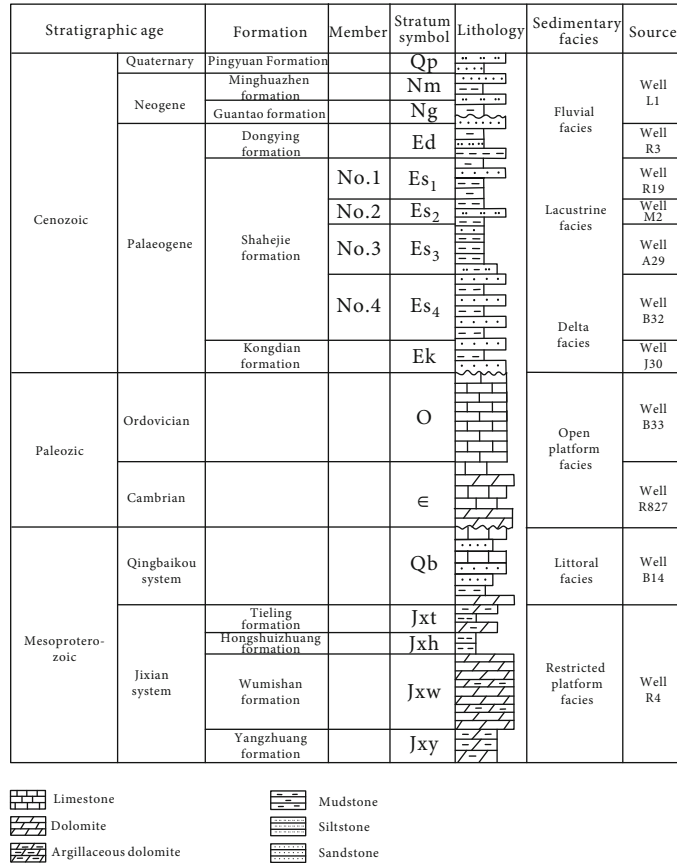 Stratigraphic age Formation Member Stratum symbol Lithology Sedimentary facies Source
Quaternary Pingyuan Formation Qp
Minghuazhen formation Nm
Neogene
Guantao formation Ng
Well L1
Fluvial facies
Dongying formation Ed Well R3
No.1 Es1 Well R19
No.2 Es2 Well M2
Cenozoic Palaeogene Shahejie formation No.3 Es3 Lacustrine facies Well A29
No.4 Es4 Well B32
Delta facies
Kongdian formation Ek Well J30
Paleozic Ordovician O Open platform facies Well B33
Cambrian ∈ Well R827
Qingbaikou system Qb Littoral facies Well B14
Mesoproterozoic
Tieling formation Jxt
Hongshuizhuang formation Jxh
Jixian system Wumishan formation Jxw Restricted platform facies Well R4
Yangzhuang formation Jxy
Limestone
Dolomite
Argillaceous dolomite
Mudstone
Siltstone
Sandstone